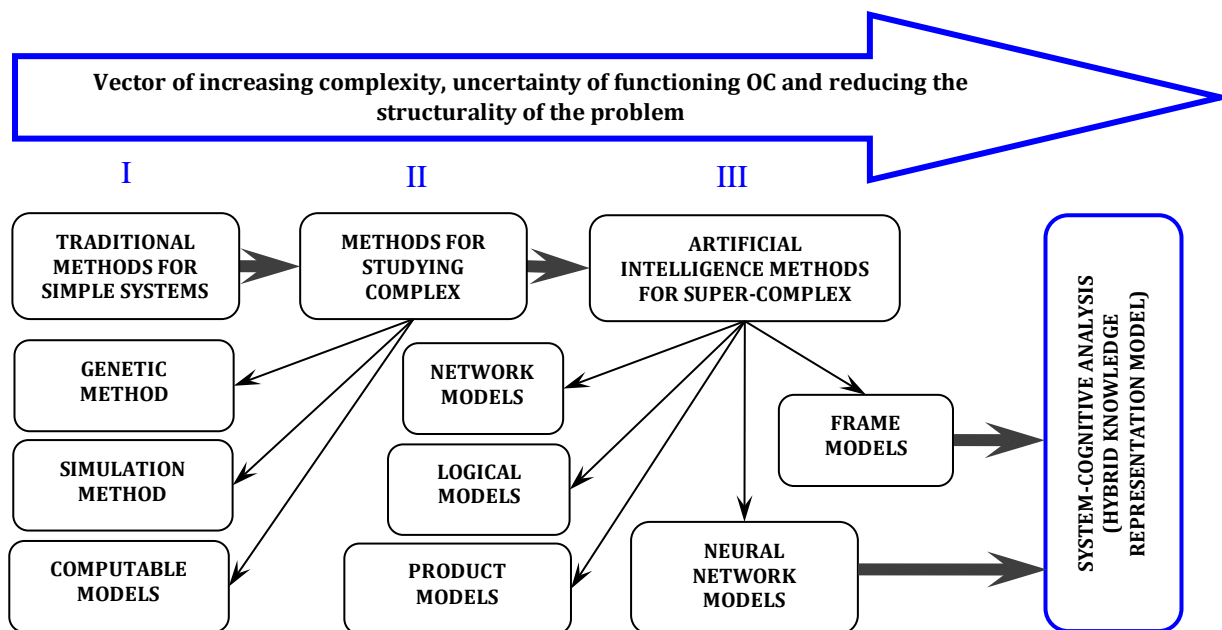 Vector of increasing complexity, uncertainty of functioning OC and reducing the
structurality of the problem
I
II
III
TRADITIONAL
METHODS FOR
SIMPLE SYSTEMS
METHODS FOR
STUDYING
COMPLEX
ARTIFICIAL
INTELLIGENCE METHODS
FOR SUPER-COMPLEX
GENETIC
METHOD
SIMULATION
METHOD
COMPUTABLE
MODELS
NETWORK
MODELS
LOGICAL
MODELS
PRODUCT
MODELS
FRAME
MODELS
NEURAL
NETWORK
MODELS
SYSTEM-COGNITIVE ANALYSIS
(HYBRID KNOWLEDGE
REPRESENTATION MODEL)